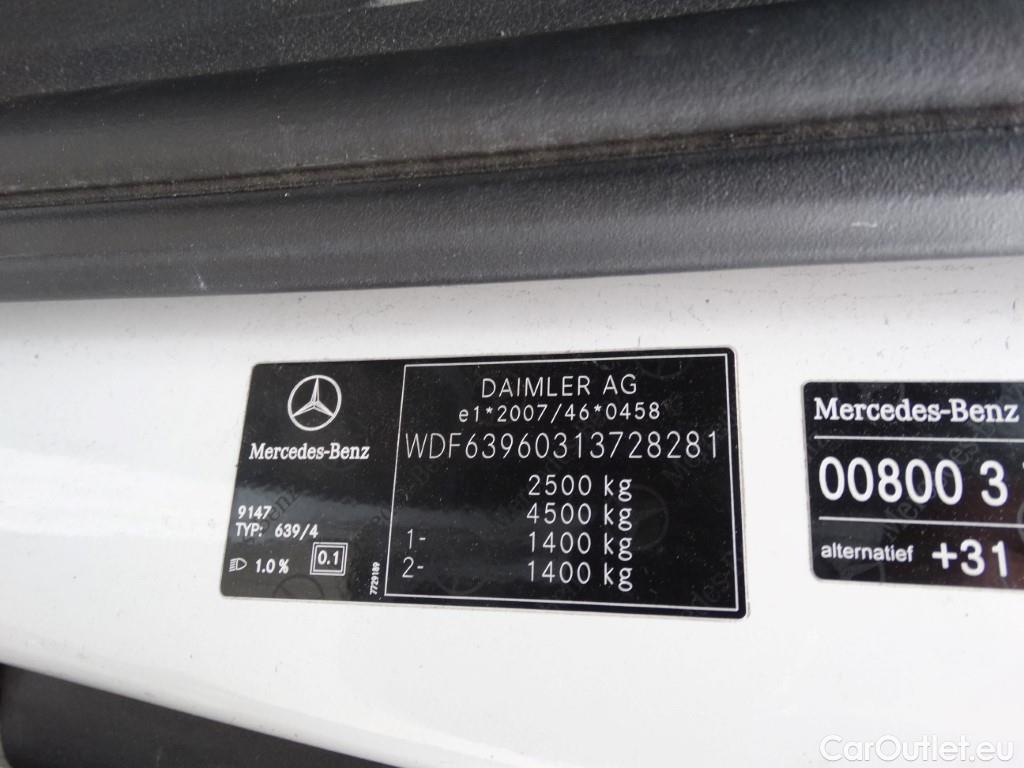 Mercedes-Benz
9147
TYP: 639/4
1.0 %
0.1
7729189
DAIMLER AG
e1*2007/46*0458
WDF63960313728281
2500 kg
4500 kg
1- 1400 kg
2- 1400 kg
Mercedes-Benz
00800 3
alternatief +31
CarOutlet.eu